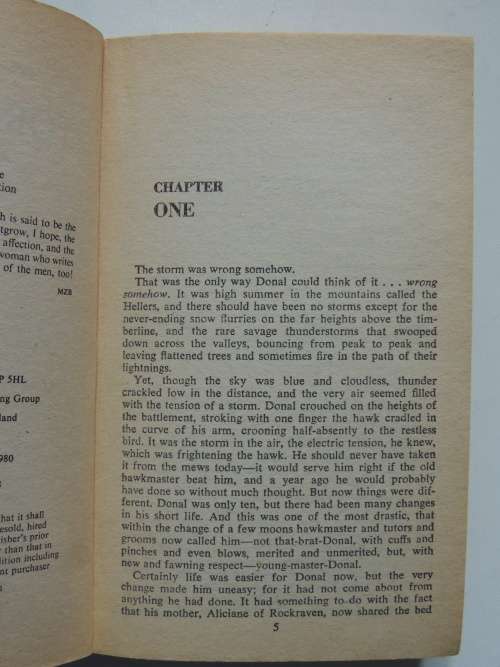 e
tion
h is said to be the
tgrow, I hope, the
affection, and the
woman who writes
of the men, too!
MZB
P 5HL
ng Group
land
980
hat it shall
esold, hired
isher's prior
r than that in
dition including
nt purchaser
CHAPTER
ONE
The storm was wrong somehow.
That was the only way Donal could think of it . . . wrong
somehow. It was high summer in the mountains called the
Hellers, and there should have been no storms except for the
never-ending snow flurries on the far heights above the tim-
berline, and the rare savage thunderstorms that swooped
down across the valleys, bouncing from peak to peak and
leaving flattened trees and sometimes fire in the path of their
lightnings.
Yet, though the sky was blue and cloudless, thunder
crackled low in the distance, and the very air seemed filled
with the tension of a storm. Donal crouched on the heights of
the battlement, stroking with one finger the hawk cradled in
the curve of his arm, crooning half-absently to the restless
bird. It was the storm in the air, the electric tension, he knew,
which was frightening the hawk. He should never have taken
it from the mews today—it would serve him right if the old
hawkmaster beat him, and a year ago he would probably
have done so without much thought. But now things were dif-
ferent. Donal was only ten, but there had been many changes
in his short life. And this was one of the most drastic, that
within the change of a few moons hawkmaster and tutors and
grooms now called him—not that-brat-Donal, with cuffs and
pinches and even blows, merited and unmerited, but, with
new and fawning respect—young-master-Donal.
Certainly life was easier for Donal now, but the very
change made him uneasy; for it had not come about from
anything he had done. It had something to do with the fact
that his mother, Aliciane of Rockraven, now shared the bed
5